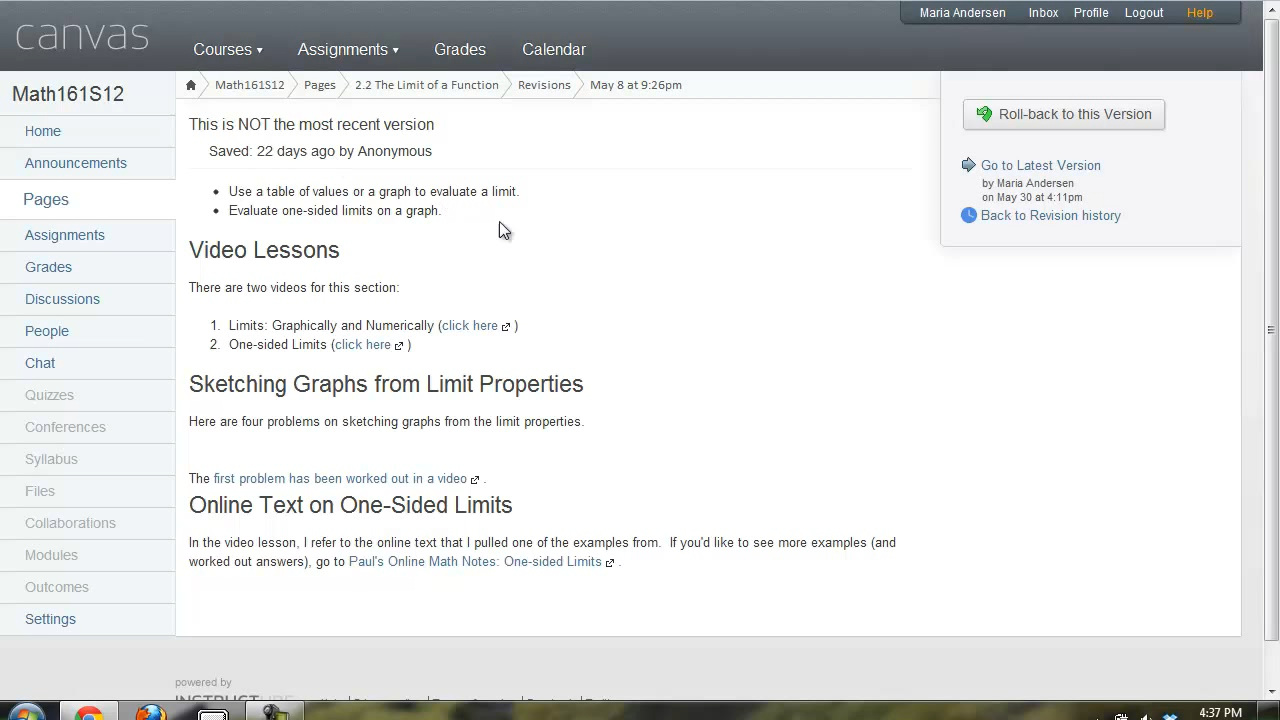 Maria Andersen Inbox Profile Logout Help
canvas
Courses Assignments Grades Calendar
Math161S12 Pages 2.2 The Limit of a Function Revisions May 8 at 9:26pm
Math161S12
Home
Announcements
Pages
Assignments
Grades
Discussions
People
Chat
Quizzes
Conferences
Syllabus
Files
Collaborations
Modules
Outcomes
Settings
This is NOT the most recent version
Saved: 22 days ago by Anonymous
• Use a table of values or a graph to evaluate a limit.
• Evaluate one-sided limits on a graph.
Video Lessons
There are two videos for this section:
1. Limits: Graphically and Numerically (click here )
2. One-sided Limits (click here )
Sketching Graphs from Limit Properties
Here are four problems on sketching graphs from the limit properties.
The first problem has been worked out in a video .
Online Text on One-Sided Limits
In the video lesson, I refer to the online text that I pulled one of the examples from. If you'd like to see more examples (and
worked out answers), go to Paul's Online Math Notes: One-sided Limits .
Roll-back to this Version
Go to Latest Version
by Maria Andersen
on May 30 at 4:11pm
Back to Revision history
powered by
INSTRUCTURE
4:37 PM